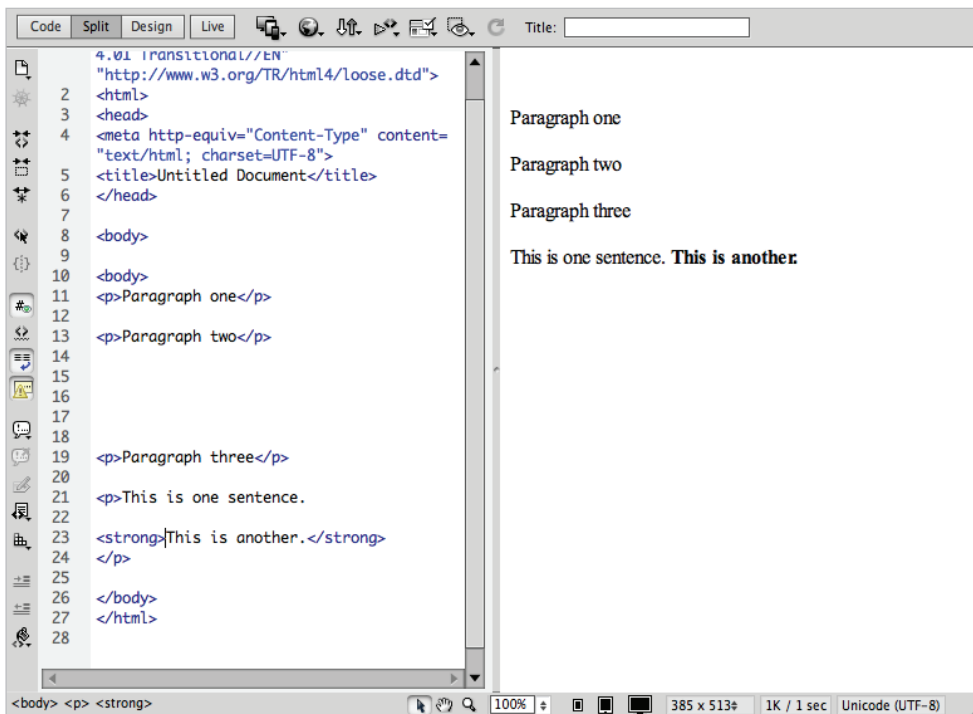 Code Split Design Live Title:
4.01 Transitional//EN"
"http://www.w3.org/TR/html4/loose.dtd">
2 <html>
3 <head>
4 <meta http-equiv="Content-Type" content=
"text/html; charset=UTF-8">
5 <title>Untitled Document</title>
6 </head>
7
8 <body>
9
10 <body>
11 <p>Paragraph one</p>
12
13 <p>Paragraph two</p>
14
15
16
17
18
19 <p>Paragraph three</p>
20
21 <p>This is one sentence.
22
23 <strong>This is another.</strong>
24 </p>
25
26 </body>
27 </html>
28
Paragraph one
Paragraph two
Paragraph three
This is one sentence. This is another.
<body> <p> <strong> 100% 385 x 513 1K / 1 sec Unicode (UTF-8)